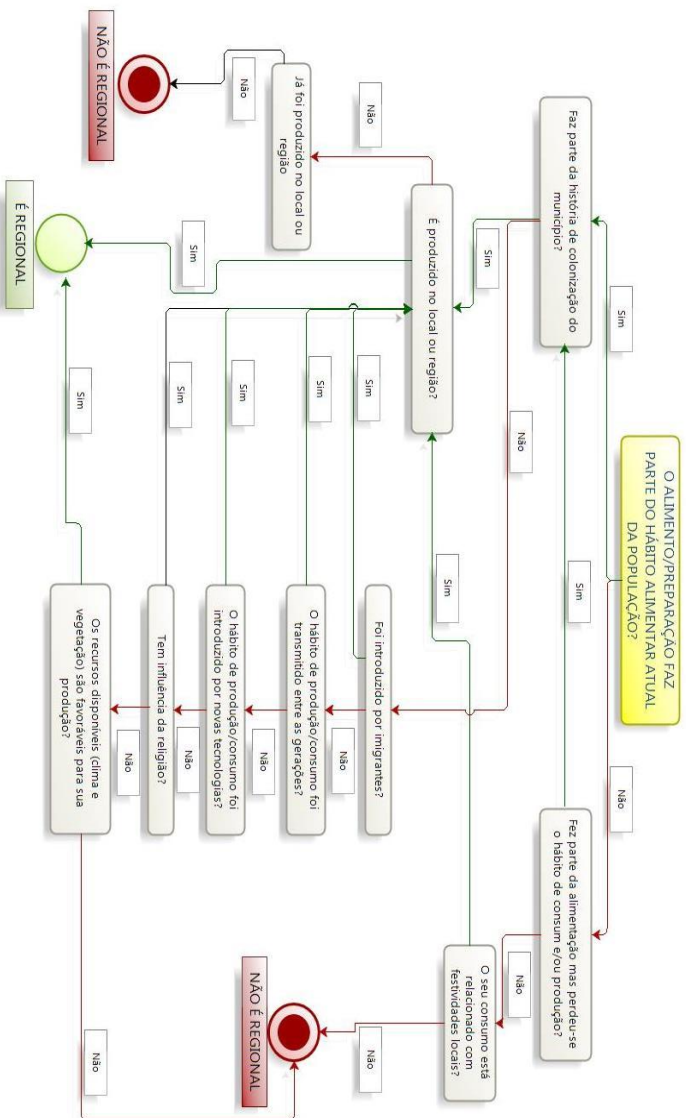 O ALIMENTO/PREPARAÇÃO FAZ
PARTE DO HÁBITO ALIMENTAR ATUAL
DA POPULAÇÃO?
Sim
Não
Faz parte da história de colonização do
município?
Sim
Fez parte da alimentação mas perdeu-se
o hábito de consum e/ou produção?
Sim
Não
Sim
Não
O seu consumo está
relacionado com
festividades locais?
É produzido no local ou região?
Não
Sim
Sim
Foi introduzido por imigrantes?
Não
Não
Já foi produzido no local ou
região
Sim
O hábito de produção/consumo foi
transmitido entre as gerações?
Não
NÃO É REGIONAL
Não
Sim
O hábito de produção/consumo foi
introduzido por novas tecnologias?
Não
NÃO É REGIONAL
Sim
Tem influência da religião?
Não
É REGIONAL
Sim
Os recursos disponíveis (clima e
vegetação) são favoráveis para sua
produção?
Não